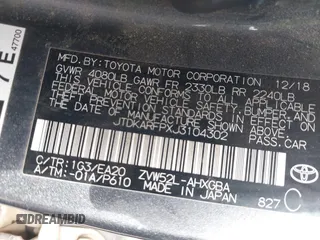 47700
7E
MFD.BY:TOYOTA MOTOR CORPORATION 12/18
GVWR 4080LB GAWR FR 2330LB RR 2240LB
THIS VEHICLE CONFORMS TO ALL APPLICABLE
FEDERAL MOTOR VEHICLE SAFETY, BUMPER, AND
THEFT PREVENTION STANDARDS IN EFFECT ON
THE DATE OF MANUFACTURE SHOWN ABOVE.
JTDKARFPXJ3104302 PASS.CAR
C/TR:1G3/EA20 ZVW52L-AHXGBA
A/TM:-01A/P610 MADE IN JAPAN 827 C
DREAMBID